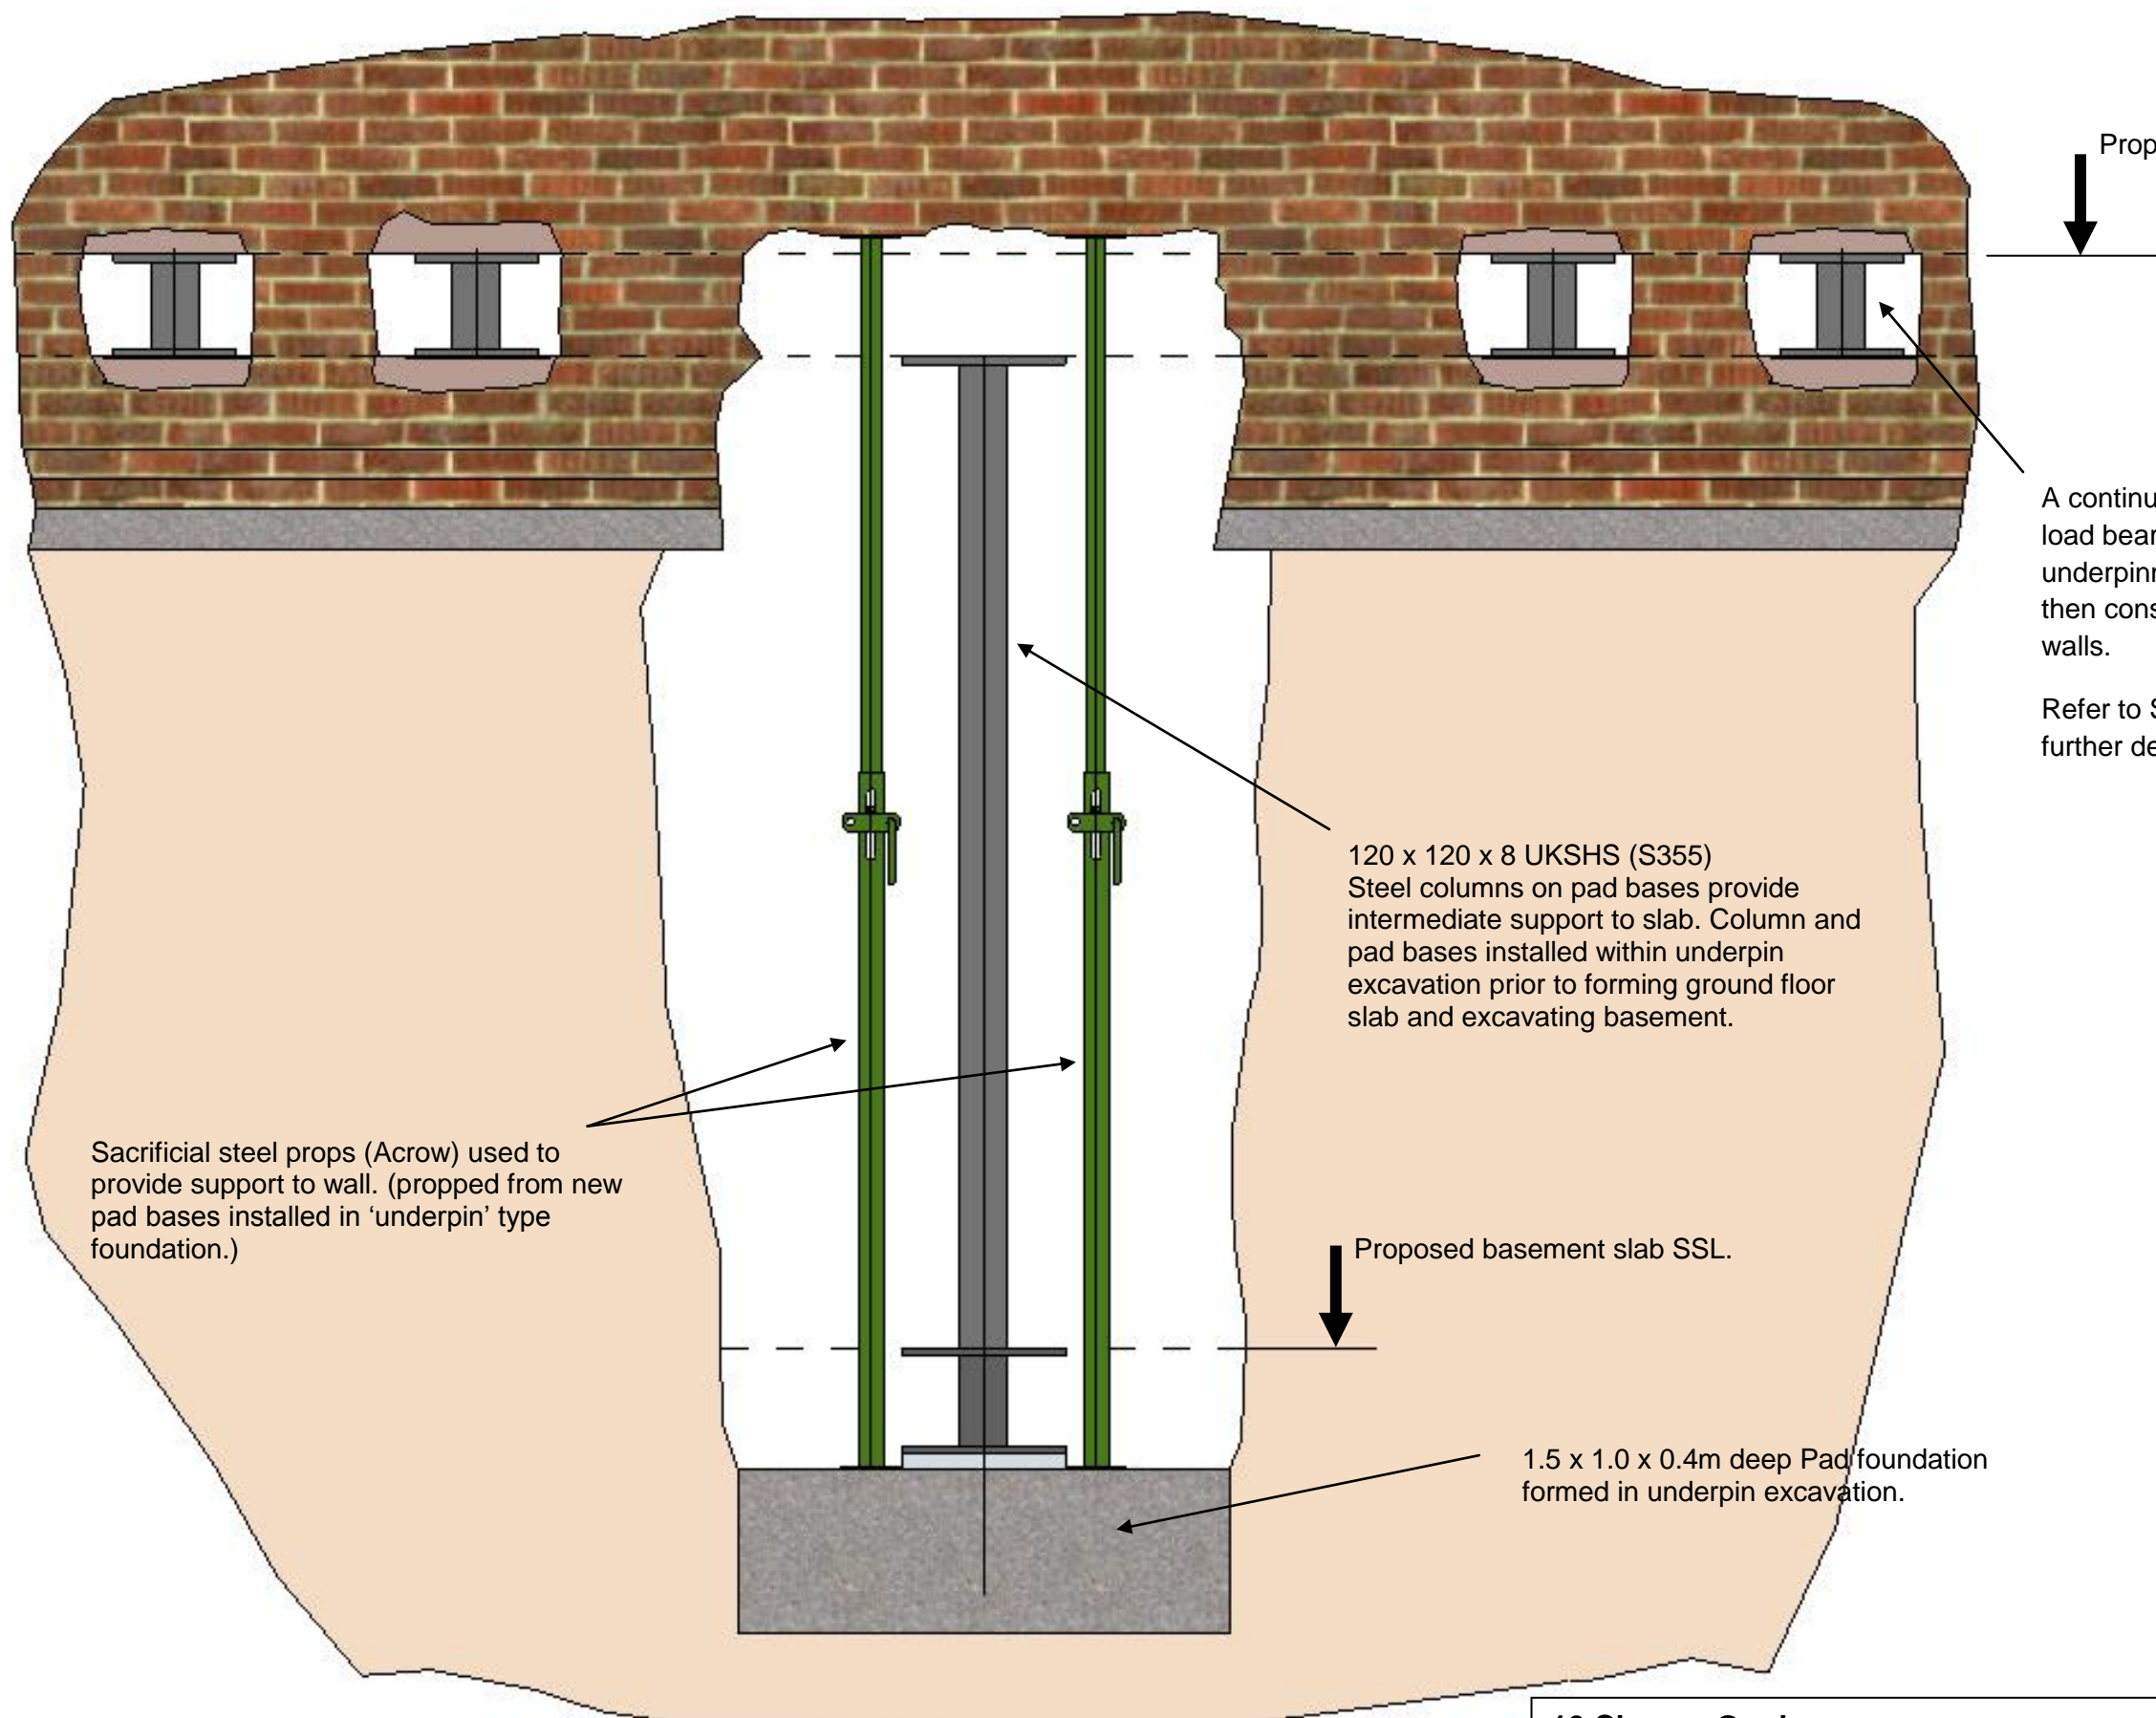 Prop
A continu
load bear
underpinn
then cons
walls.
Refer to S
further de
120 x 120 x 8 UKSHS (S355)
Steel columns on pad bases provide
intermediate support to slab. Column and
pad bases installed within underpin
excavation prior to forming ground floor
slab and excavating basement.
Sacrificial steel props (Acrow) used to
provide support to wall. (propped from new
pad bases installed in ‘underpin’ type
foundation.)
Proposed basement slab SSL.
1.5 x 1.0 x 0.4m deep Pad foundation
formed in underpin excavation.